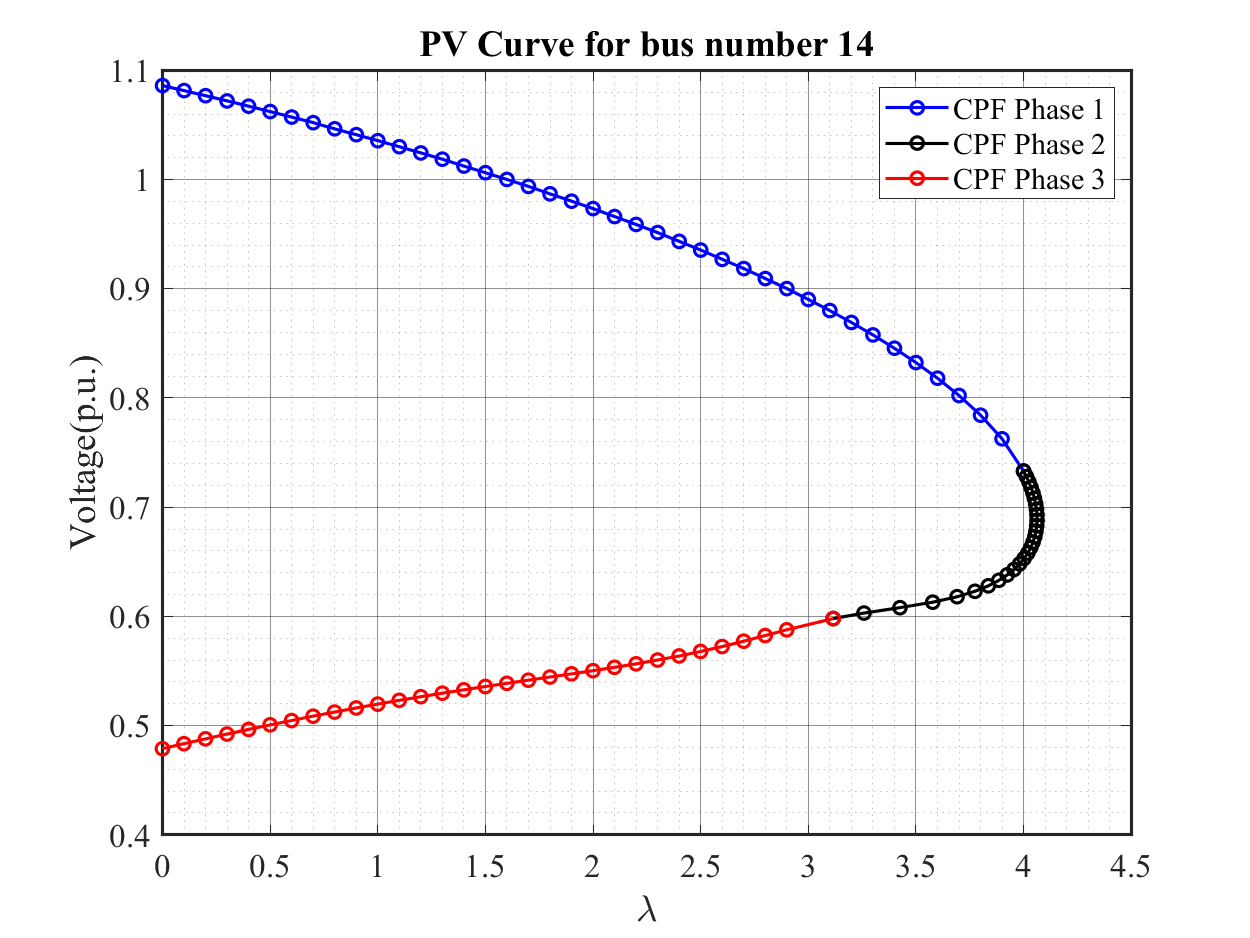 PV Curve for bus number 14
1.1
1
0.9
0.8
0.7
0.6
0.5
0.4
Voltage(p.u.)
CPF Phase 1
CPF Phase 2
CPF Phase 3
0 0.5 1 1.5 2 2.5 3 3.5 4 4.5
λ